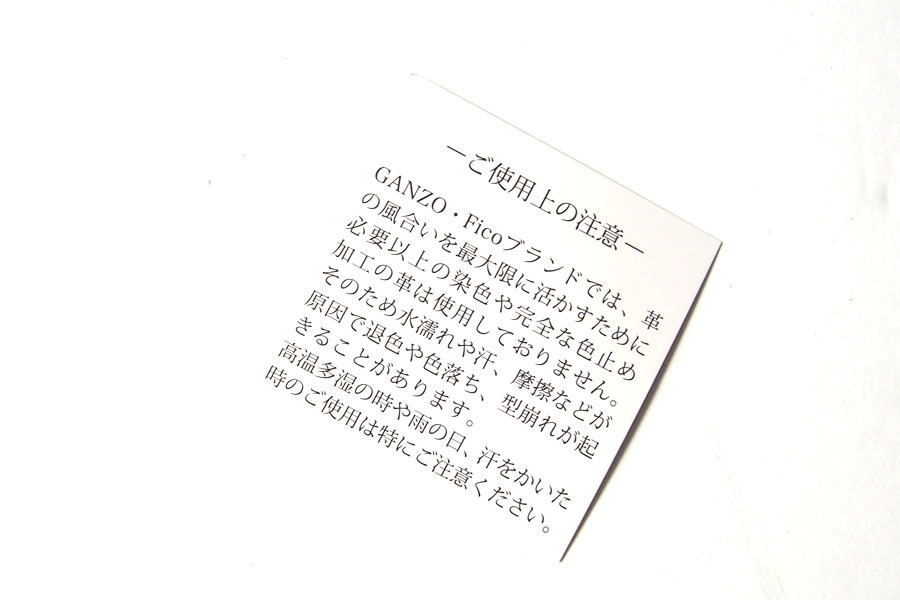 －ご使用上の注意－
GANZO・Ficoブランドでは、革
の風合いを最大限に活かすために
必要以上の染色や完全な色止め
加工の革は使用しておりません。
そのため水濡れや汗、摩擦などが
原因で退色や色落ち、型崩れが起
きることがあります。
高温多湿の時や雨の日、汗をかいた
時のご使用は特にご注意ください。